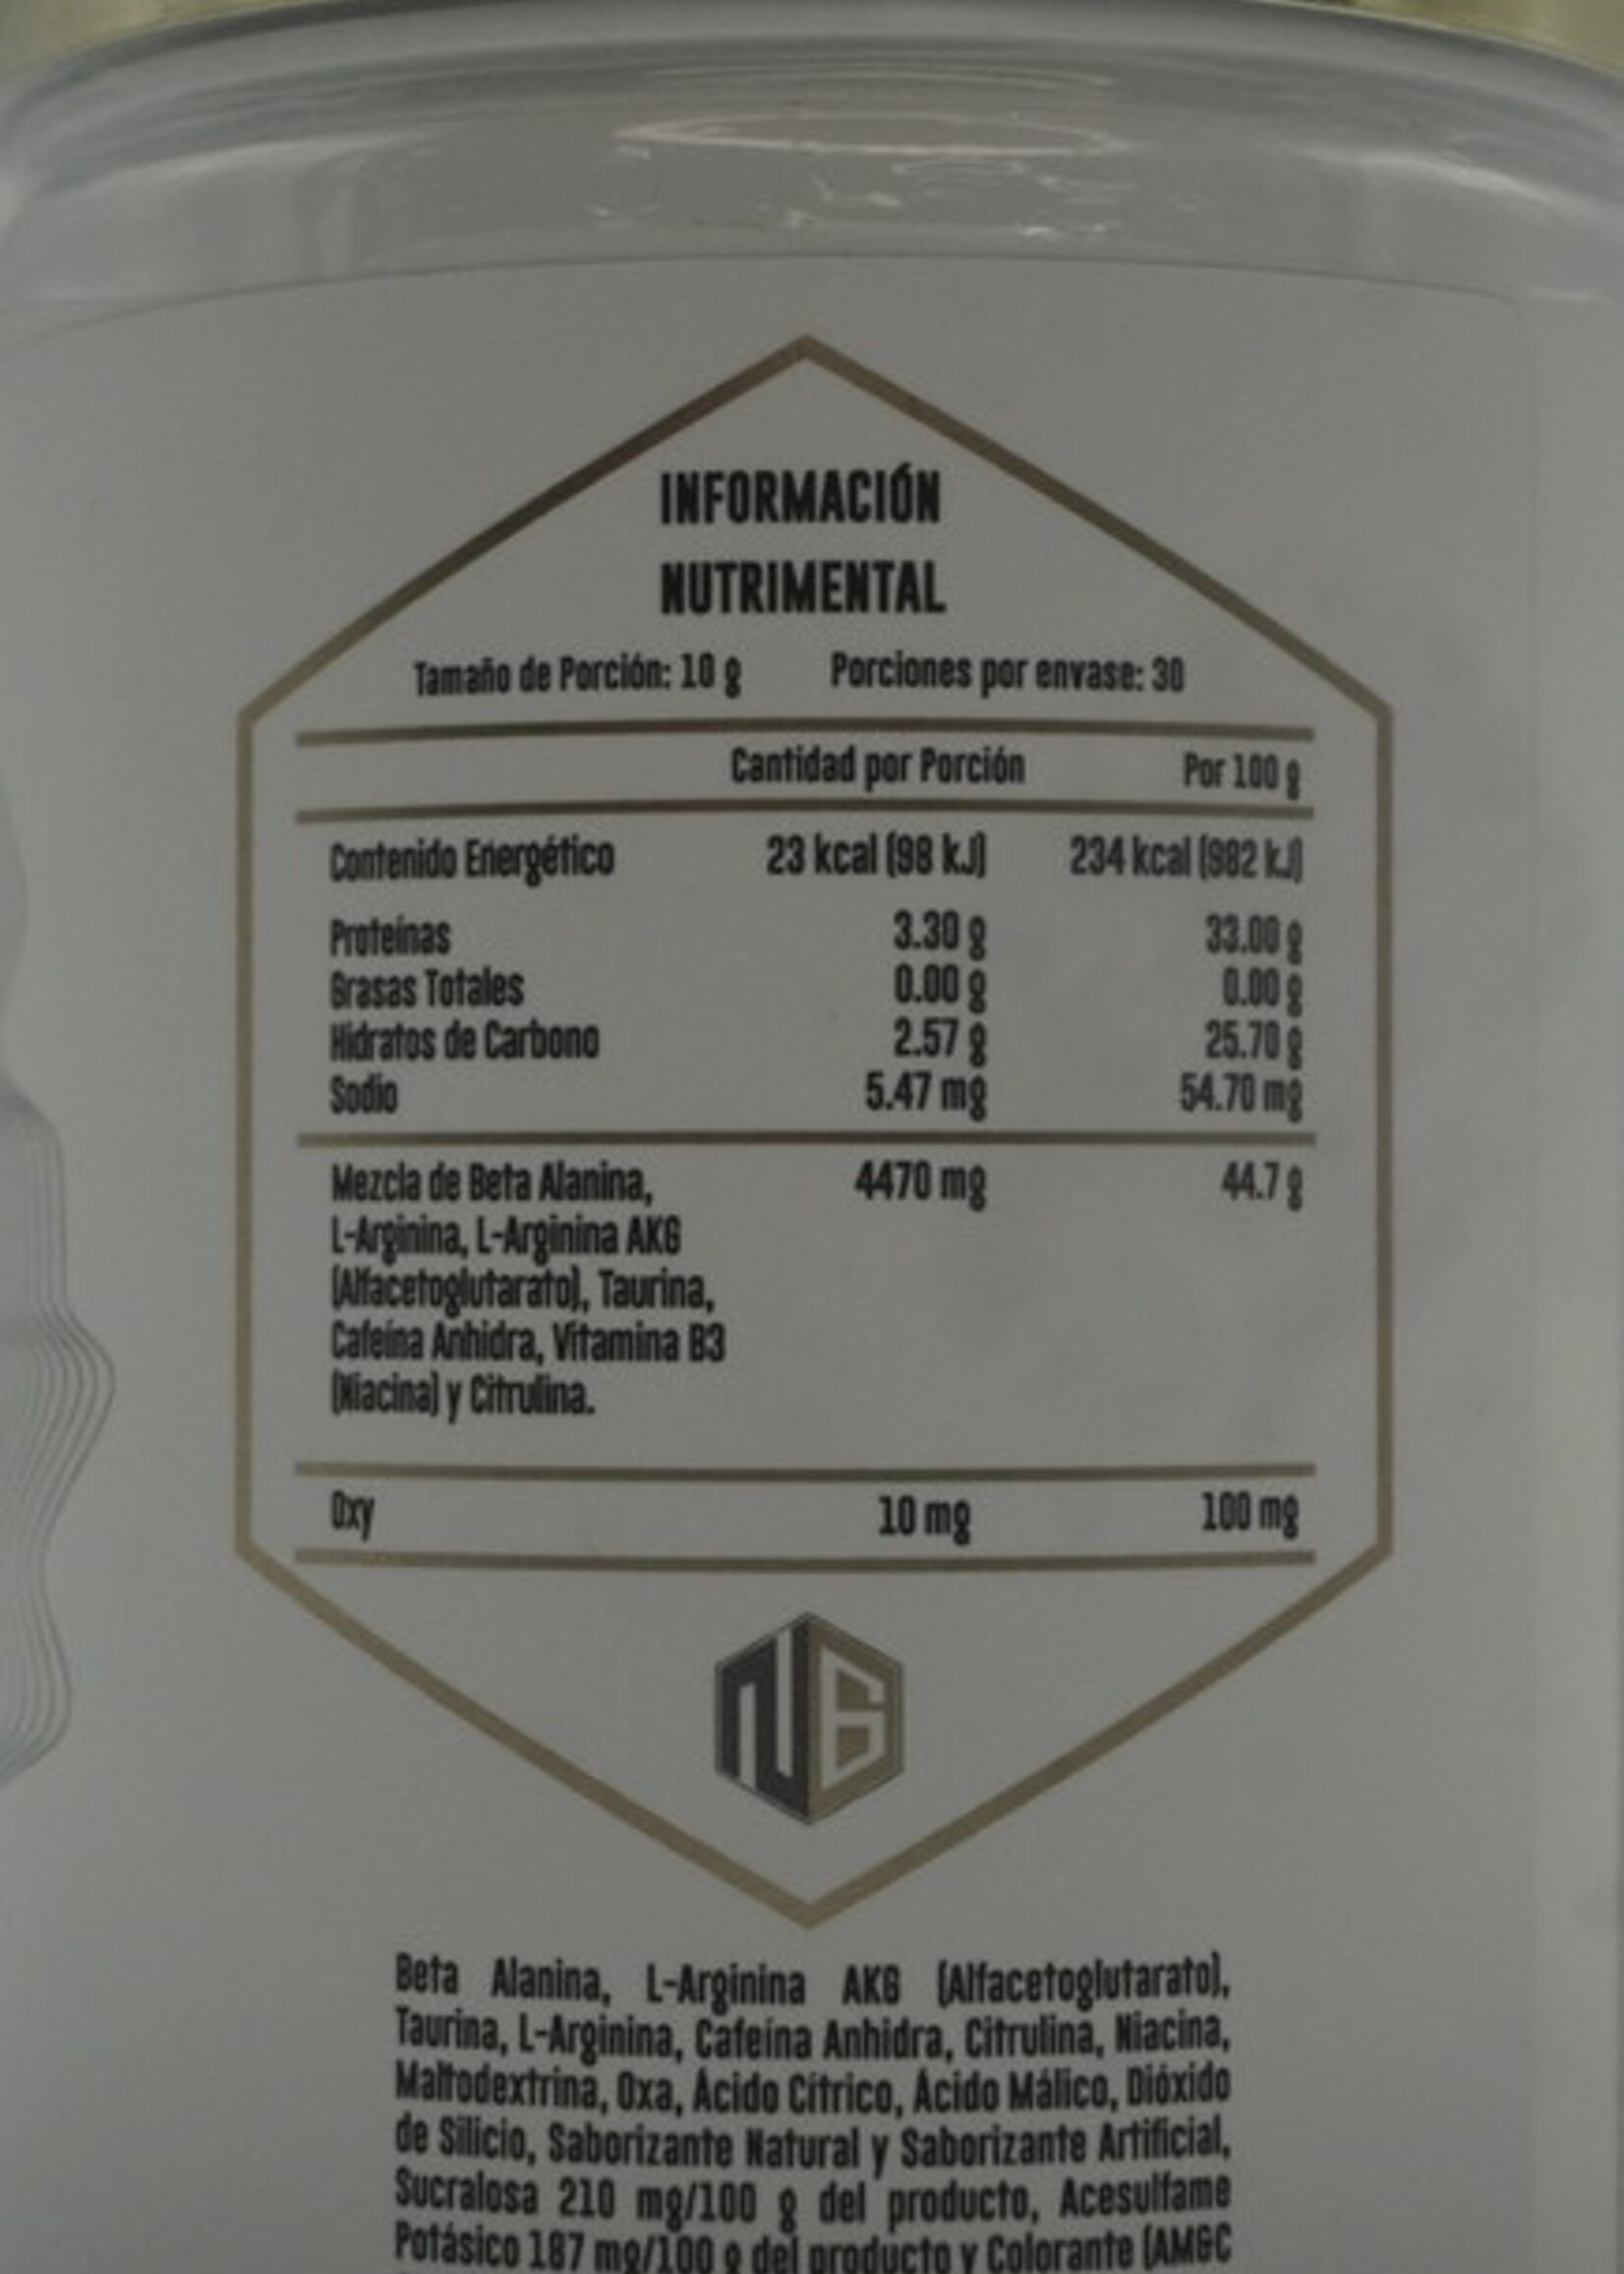 INFORMACIÓN
NUTRIMENTAL
Tamaño de Porción: 10 g Porciones por envase: 30
Cantidad por Porción Por 100 g
Contenido Energético 23 kcal (98 kJ) 234 kcal (982 kJ)
Proteínas 3.30 g 33.00 g
Grasas Totales 0.00 g 0.00 g
Hidratos de Carbono 2.57 g 25.70 g
Sodio 5.47 mg 54.70 mg
Mezcla de Beta Alanina, 4470 mg 44.7 g
L-Arginina, L-Arginina AKG
(Alfacetoglutarato), Taurina,
Cafeína Anhidra, Vitamina B3
(Niacina) y Citrulina.
Oxy 10 mg 100 mg
NG
Beta Alanina, L-Arginina AKG (Alfacetoglutarato),
Taurina, L-Arginina, Cafeína Anhidra, Citrulina, Niacina,
Maltodextrina, Oxa, Ácido Cítrico, Ácido Málico, Dióxido
de Silicio, Saborizante Natural y Saborizante Artificial,
Sucralosa 210 mg/100 g del producto, Acesulfame
Potásico 187 mg/100 g del producto y Colorante (AM&C